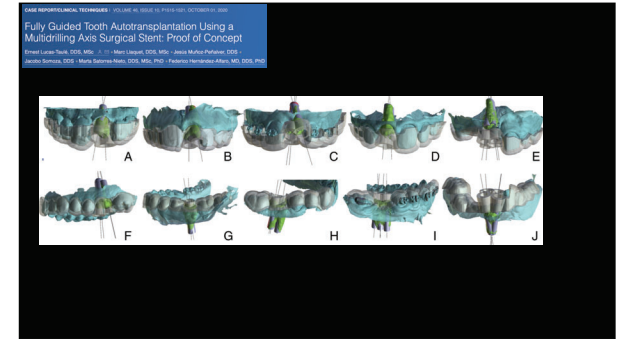 CASE REPORT/CLINICAL TECHNIQUES | VOLUME 46, ISSUE 10, P1515-1521, OCTOBER 01, 2020
Fully Guided Tooth Autotransplantation Using a
Multidrilling Axis Surgical Stent: Proof of Concept
Ernest Lucas-Taulé, DDS, MSc • Marc Llaquet, DDS, MSc • Jesús Muñoz-Peñalver, DDS •
Jacobo Somoza, DDS • Marta Satorres-Nieto, DDS, MSc, PhD • Federico Hernández-Alfaro, MD, DDS, PhD
A B C D E
F G H I J